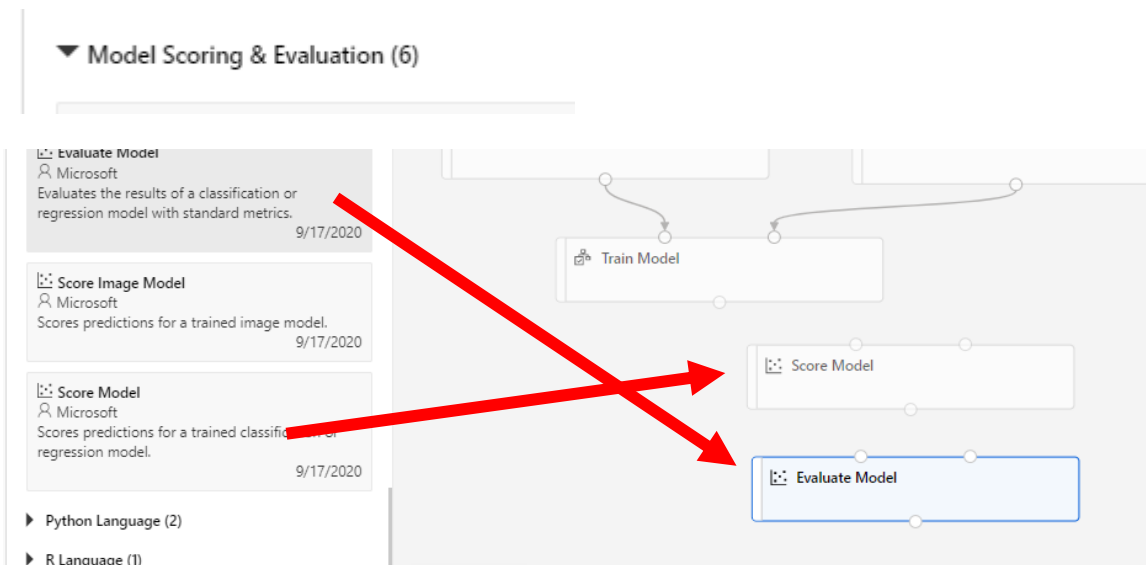 Model Scoring & Evaluation (6)
Evaluate Model
Microsoft
Evaluates the results of a classification or
regression model with standard metrics.
9/17/2020
Score Image Model
Microsoft
Scores predictions for a trained image model.
9/17/2020
Score Model
Microsoft
Scores predictions for a trained classification or
regression model.
9/17/2020
Python Language (2)
R Language (1)
Train Model
Score Model
Evaluate Model